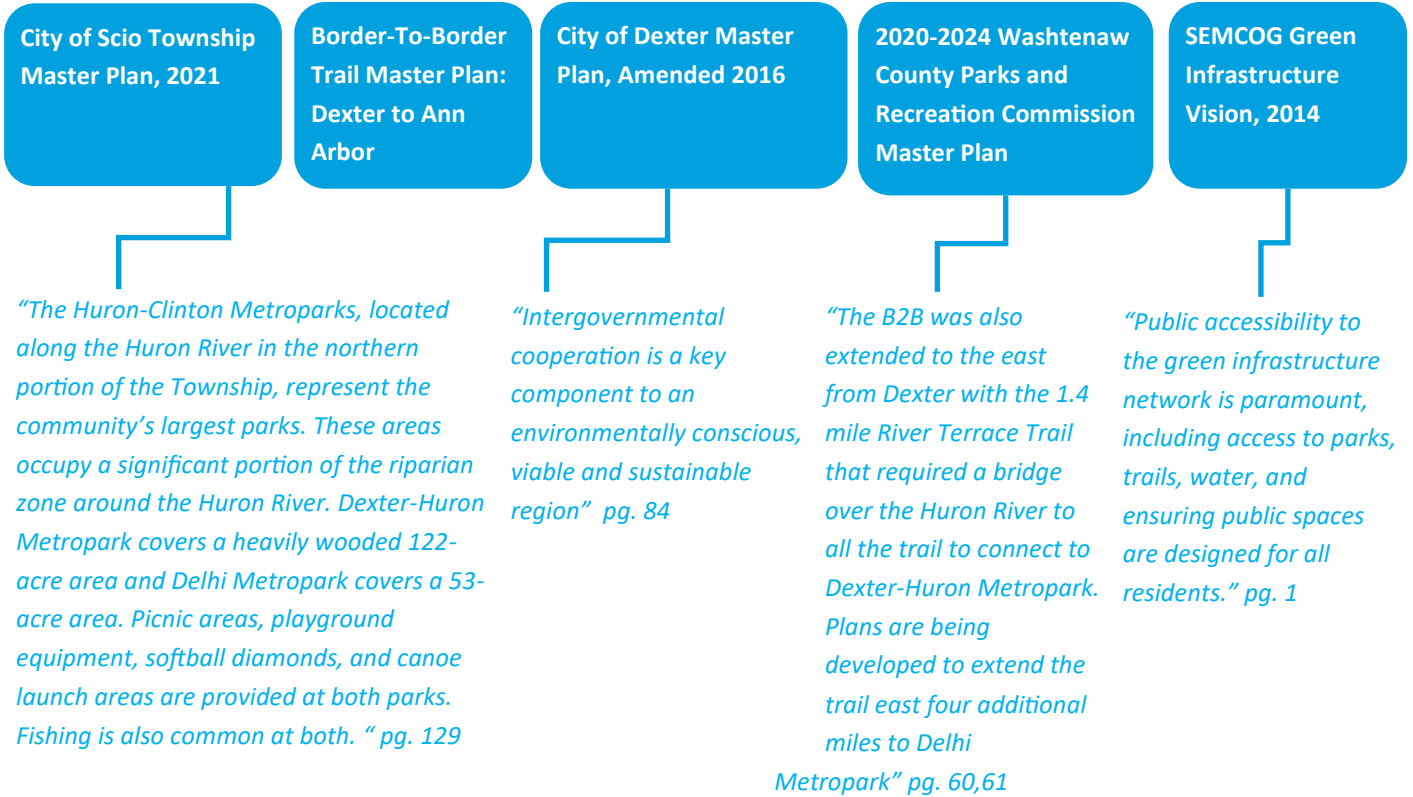 City of Scio Township
Master Plan, 2021
Border-To-Border
Trail Master Plan:
Dexter to Ann
Arbor
City of Dexter Master
Plan, Amended 2016
2020-2024 Washtenaw
County Parks and
Recreation Commission
Master Plan
SEMCOG Green
Infrastructure
Vision, 2014
“The Huron-Clinton Metroparks, located
along the Huron River in the northern
portion of the Township, represent the
community’s largest parks. These areas
occupy a significant portion of the riparian
zone around the Huron River. Dexter-Huron
Metropark covers a heavily wooded 122-
acre area and Delhi Metropark covers a 53-
acre area. Picnic areas, playground
equipment, softball diamonds, and canoe
launch areas are provided at both parks.
Fishing is also common at both. “ pg. 129
“Intergovernmental
cooperation is a key
component to an
environmentally conscious,
viable and sustainable
region” pg. 84
“The B2B was also
extended to the east
from Dexter with the 1.4
mile River Terrace Trail
that required a bridge
over the Huron River to
all the trail to connect to
Dexter-Huron Metropark.
Plans are being
developed to extend the
trail east four additional
miles to Delhi
Metropark” pg. 60,61
“Public accessibility to
the green infrastructure
network is paramount,
including access to parks,
trails, water, and
ensuring public spaces
are designed for all
residents.” pg. 1